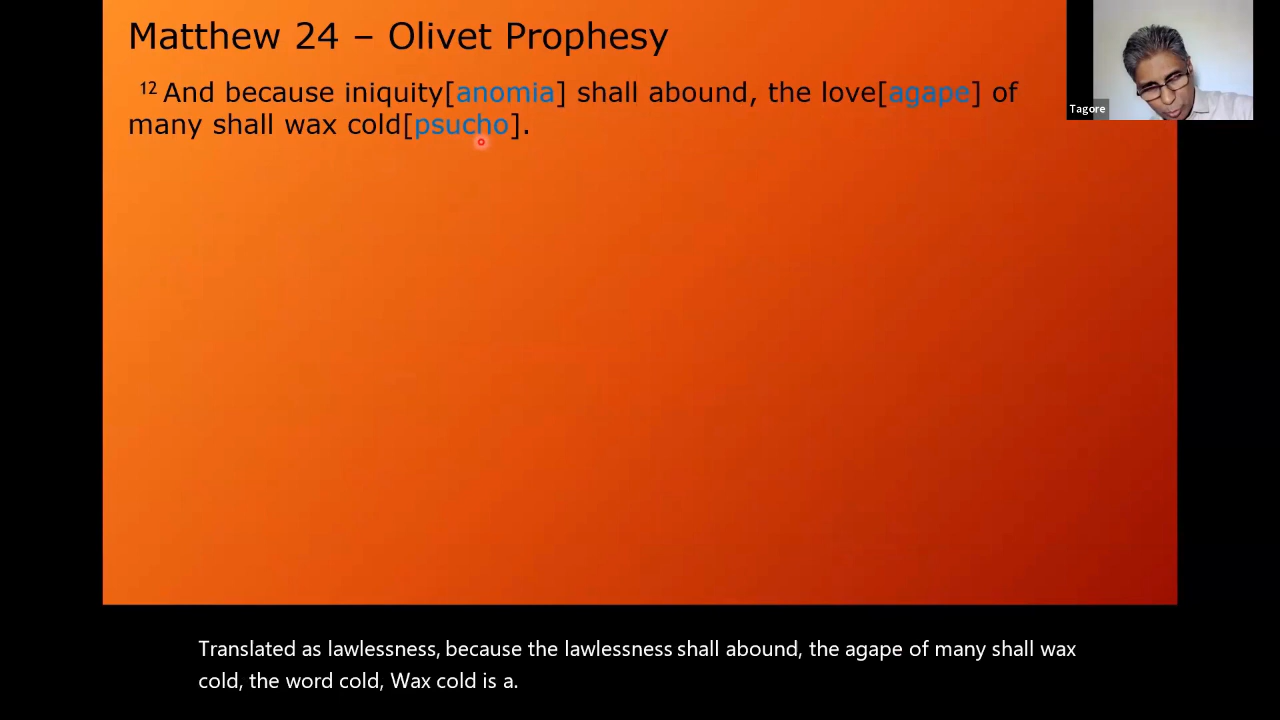 Matthew 24 – Olivet Prophesy
12 And because iniquity[anomia] shall abound, the love[agape] of
many shall wax cold[psucho].
Tagore
Translated as lawlessness, because the lawlessness shall abound, the agape of many shall wax
cold, the word cold, Wax cold is a.